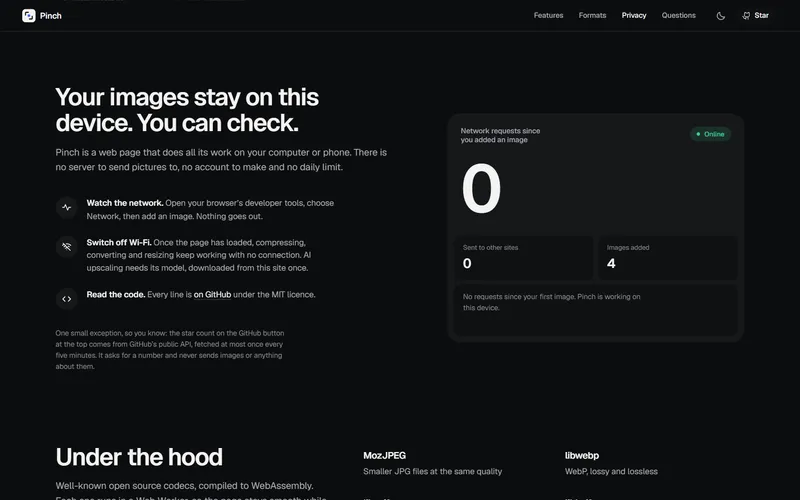 Pinch
Features
Formats
Privacy
Questions
Star
Your images stay on this
device. You can check.
Pinch is a web page that does all its work on your computer or phone. There is
no server to send pictures to, no account to make and no daily limit.
Watch the network. Open your browser's developer tools, choose
Network, then add an image. Nothing goes out.
Switch off Wi-Fi. Once the page has loaded, compressing,
converting and resizing keep working with no connection. AI
upscaling needs its model, downloaded from this site once.
Read the code. Every line is on GitHub under the MIT licence.
One small exception, so you know: the star count on the GitHub button
at the top comes from GitHub's public API, fetched at most once every
five minutes. It asks for a number and never sends images or anything
about them.
Network requests since
you added an image
Online
0
Sent to other sites
0
Images added
4
No requests since your first image. Pinch is working on
this device.
Under the hood
Well-known open source codecs, compiled to WebAssembly.
MozJPEG
Smaller JPG files at the same quality
libwebp
WebP, lossy and lossless